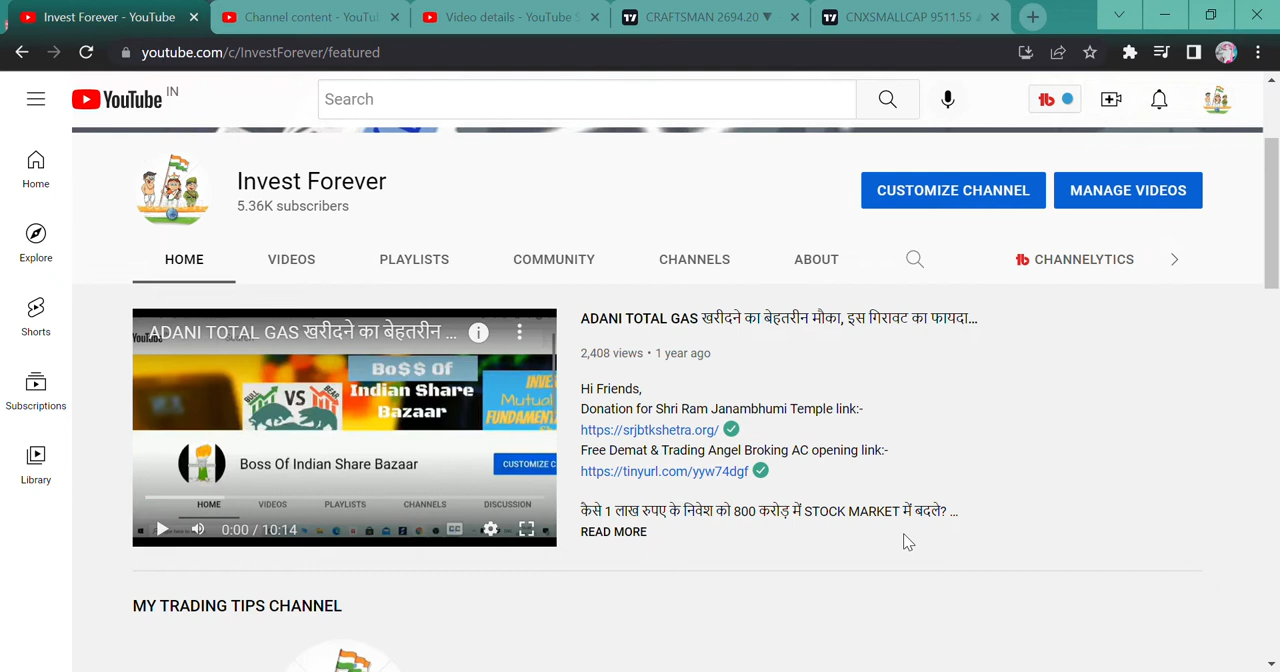 Invest Forever - YouTube
Channel content - YouTu
Video details - YouTube S
CRAFTSMAN 2694.20 ▼
CNXSMALLCAP 9511.55
youtube.com/c/InvestForever/featured
YouTube IN
Search
Home
Explore
Shorts
Subscriptions
Library
Invest Forever
5.36K subscribers
CUSTOMIZE CHANNEL
MANAGE VIDEOS
HOME VIDEOS PLAYLISTS COMMUNITY CHANNELS ABOUT CHANNELYTICS
ADANI TOTAL GAS खरीदने का बेहतरीन ...
Bo$$ Of
Indian Share
Bazaar
VS
INVE
Mutual
FUNDAMENT
Boss Of Indian Share Bazaar
CUSTOMIZE C
HOME VIDEOS PLAYLISTS CHANNELS DISCUSSION
0:00 / 10:14
ADANI TOTAL GAS खरीदने का बेहतरीन मौका, इस गिरावट का फायदा...
2,408 views • 1 year ago
Hi Friends,
Donation for Shri Ram Janambhumi Temple link:-
https://srjbtkshetra.org/
Free Demat & Trading Angel Broking AC opening link:-
https://tinyurl.com/yyw74dgf
कैसे 1 लाख रुपए के निवेश को 800 करोड़ में STOCK MARKET में बदले? ...
READ MORE
MY TRADING TIPS CHANNEL